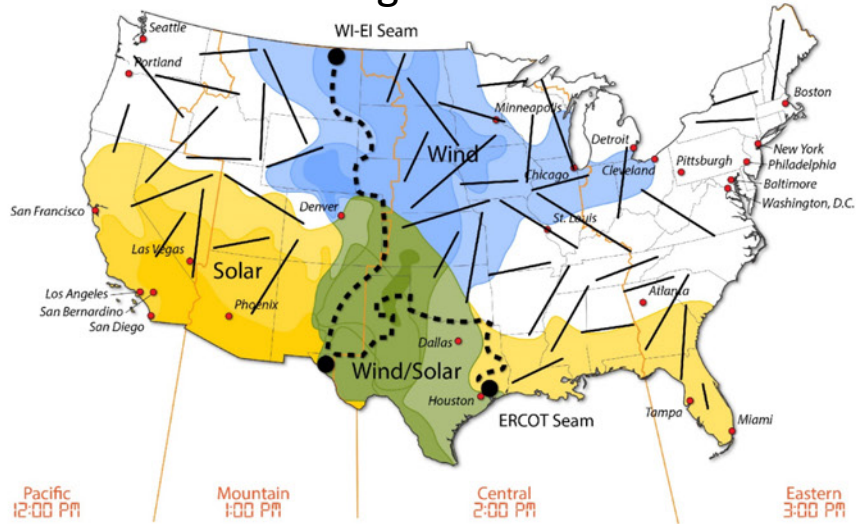 WI-EI Seam
Seattle
Portland
Minneapolis
Boston
Detroit
Wind
New York
Chicago
Cleveland
Pittsburgh
Philadelphia
Baltimore
Washington, D.C.
San Francisco
Denver
St. Louis
Las Vegas
Solar
Los Angeles
San Bernardino
San Diego
Phoenix
Atlanta
Dallas
Wind/Solar
Houston
ERCOT Seam
Tampa
Miami
Pacific
12:00 PM
Mountain
1:00 PM
Central
2:00 PM
Eastern
3:00 PM